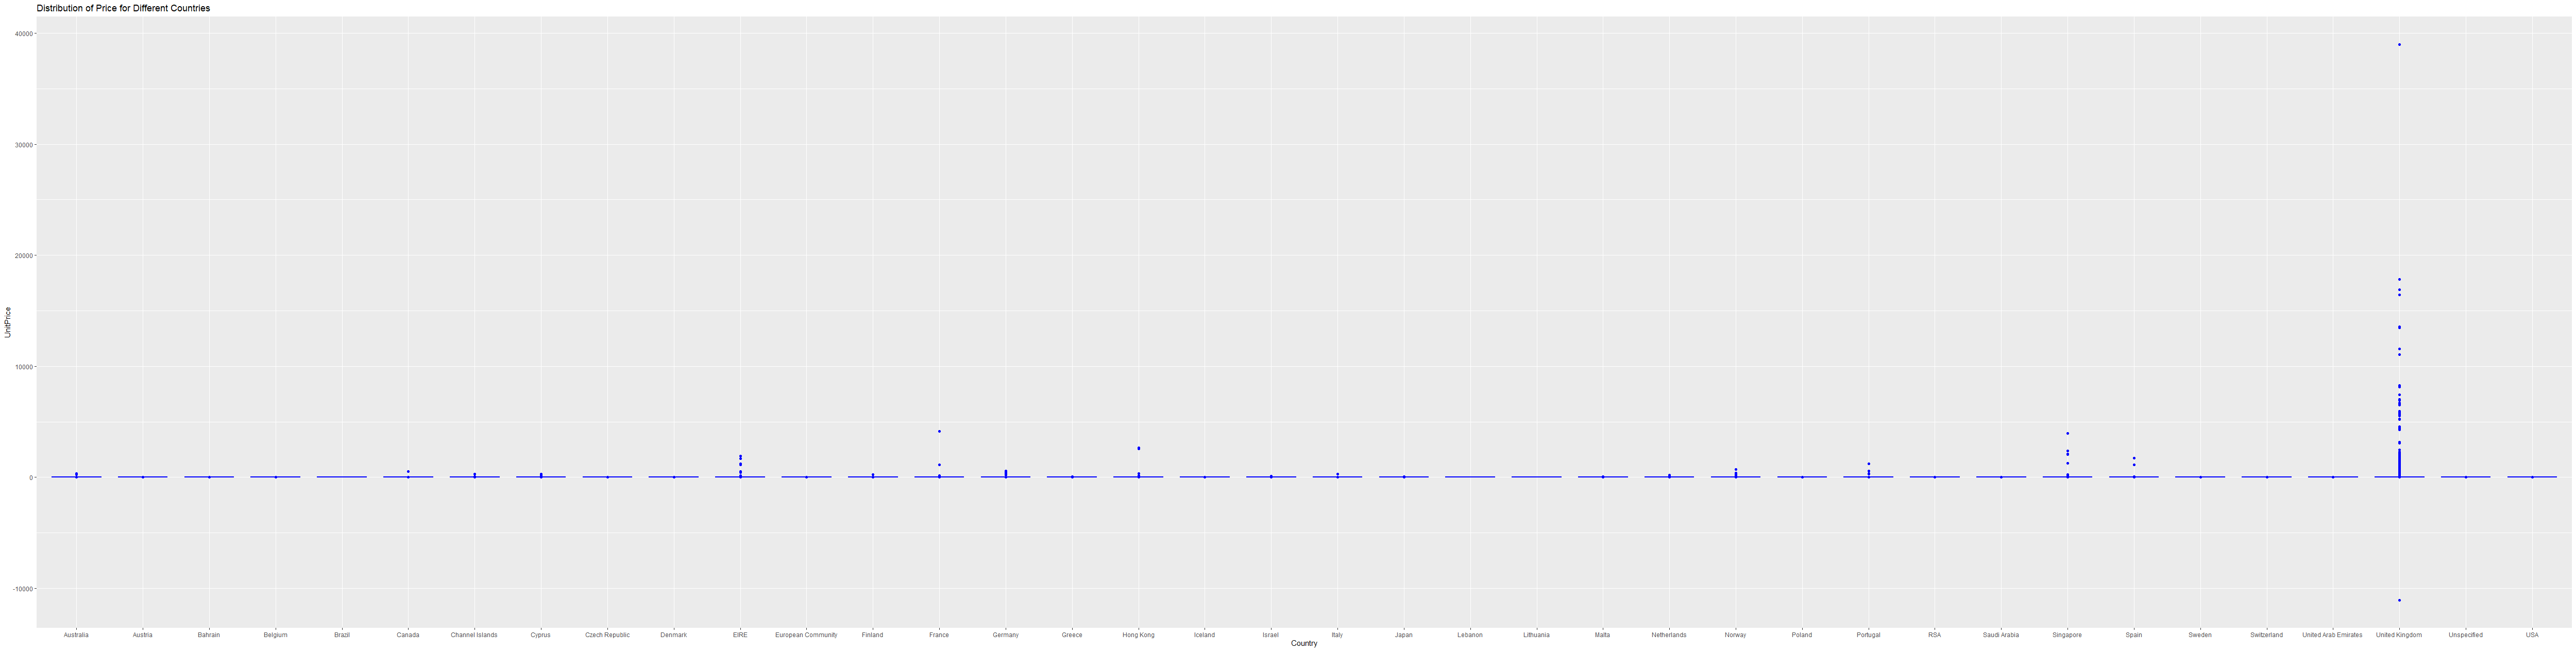 Distribution of Price for Different Countries
40000
30000
20000
10000
0
-10000
UnitPrice
Australia Austria Bahrain Belgium Brazil Canada Channel Islands Cyprus Czech Republic Denmark EIRE European Community Finland France Germany Greece Hong Kong Iceland Israel Italy Japan Lebanon Lithuania Malta Netherlands Norway Poland Portugal RSA Saudi Arabia Singapore Spain Sweden Switzerland United Arab Emirates United Kingdom Unspecified USA
Country